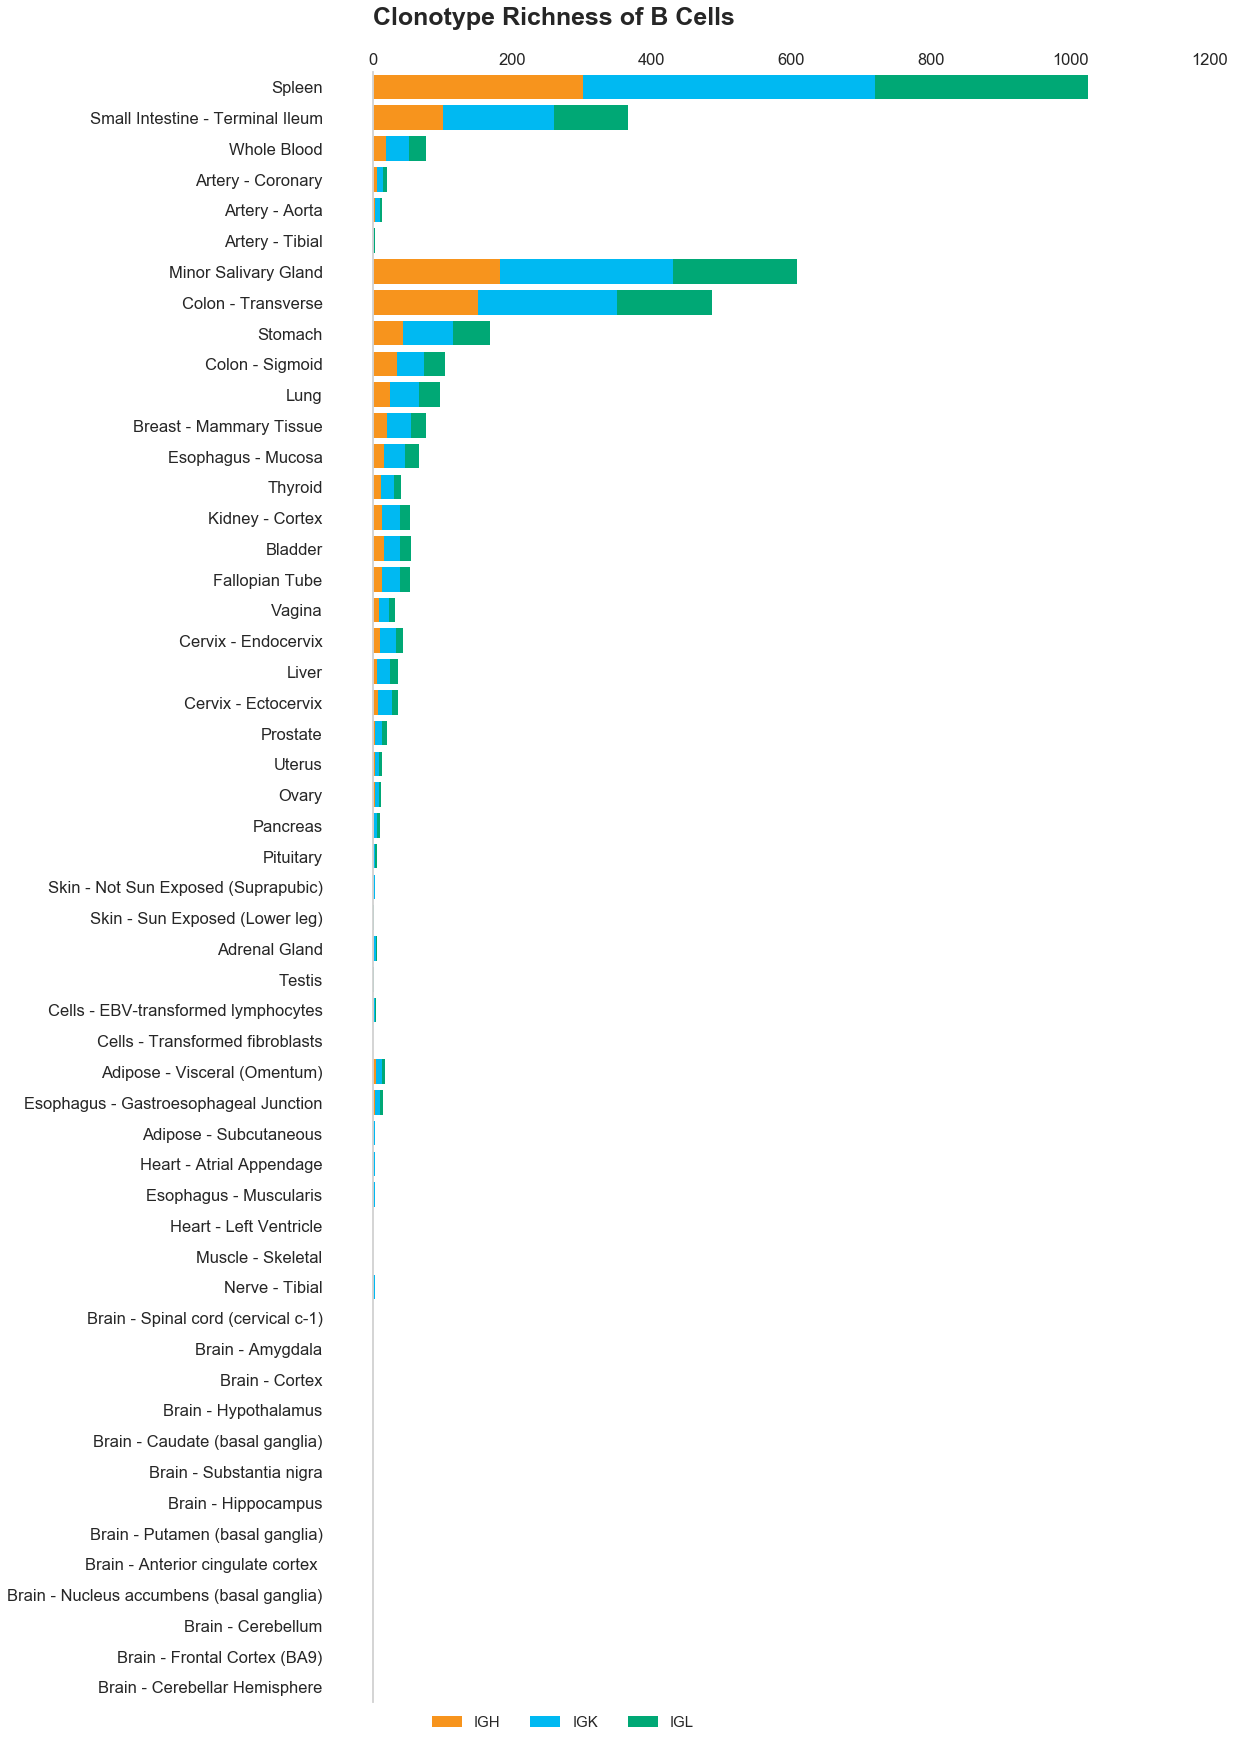 Clonotype Richness of B Cells
0 200 400 600 800 1000 1200
Spleen
Small Intestine - Terminal Ileum
Whole Blood
Artery - Coronary
Artery - Aorta
Artery - Tibial
Minor Salivary Gland
Colon - Transverse
Stomach
Colon - Sigmoid
Lung
Breast - Mammary Tissue
Esophagus - Mucosa
Thyroid
Kidney - Cortex
Bladder
Fallopian Tube
Vagina
Cervix - Endocervix
Liver
Cervix - Ectocervix
Prostate
Uterus
Ovary
Pancreas
Pituitary
Skin - Not Sun Exposed (Suprapubic)
Skin - Sun Exposed (Lower leg)
Adrenal Gland
Testis
Cells - EBV-transformed lymphocytes
Cells - Transformed fibroblasts
Adipose - Visceral (Omentum)
Esophagus - Gastroesophageal Junction
Adipose - Subcutaneous
Heart - Atrial Appendage
Esophagus - Muscularis
Heart - Left Ventricle
Muscle - Skeletal
Nerve - Tibial
Brain - Spinal cord (cervical c-1)
Brain - Amygdala
Brain - Cortex
Brain - Hypothalamus
Brain - Caudate (basal ganglia)
Brain - Substantia nigra
Brain - Hippocampus
Brain - Putamen (basal ganglia)
Brain - Anterior cingulate cortex
Brain - Nucleus accumbens (basal ganglia)
Brain - Cerebellum
Brain - Frontal Cortex (BA9)
Brain - Cerebellar Hemisphere
IGH IGK IGL